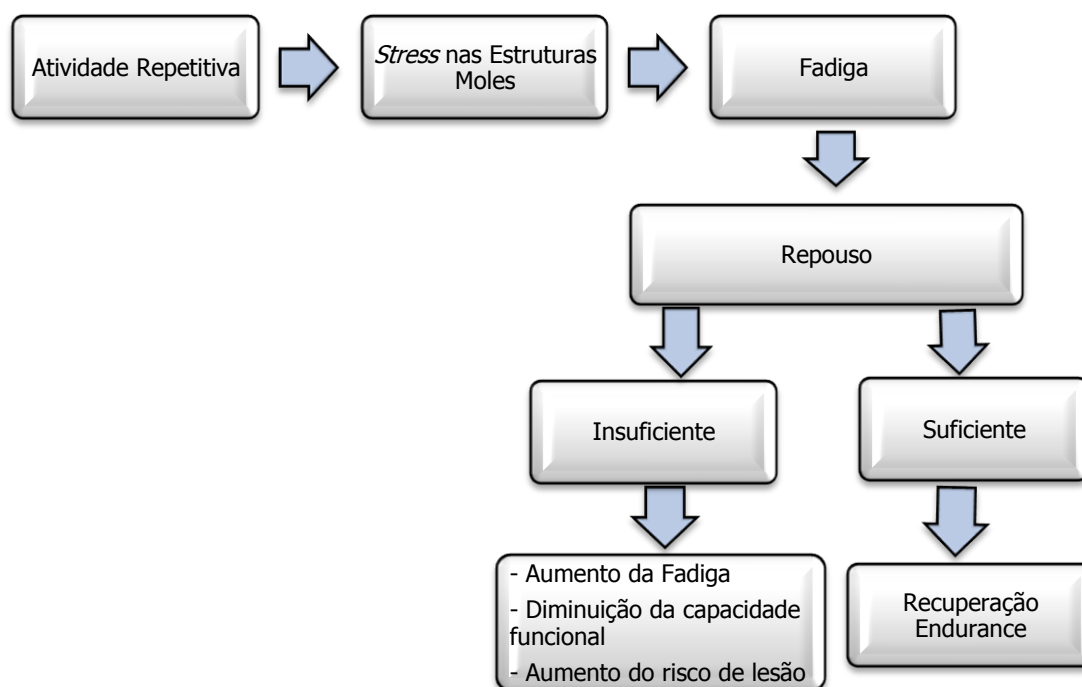 Atividade Repetitiva
Stress nas Estruturas
Moles
Fadiga
Repouso
Insuficiente
Suficiente
- Aumento da Fadiga
- Diminuição da capacidade
funcional
- Aumento do risco de lesão
Recuperação
Endurance